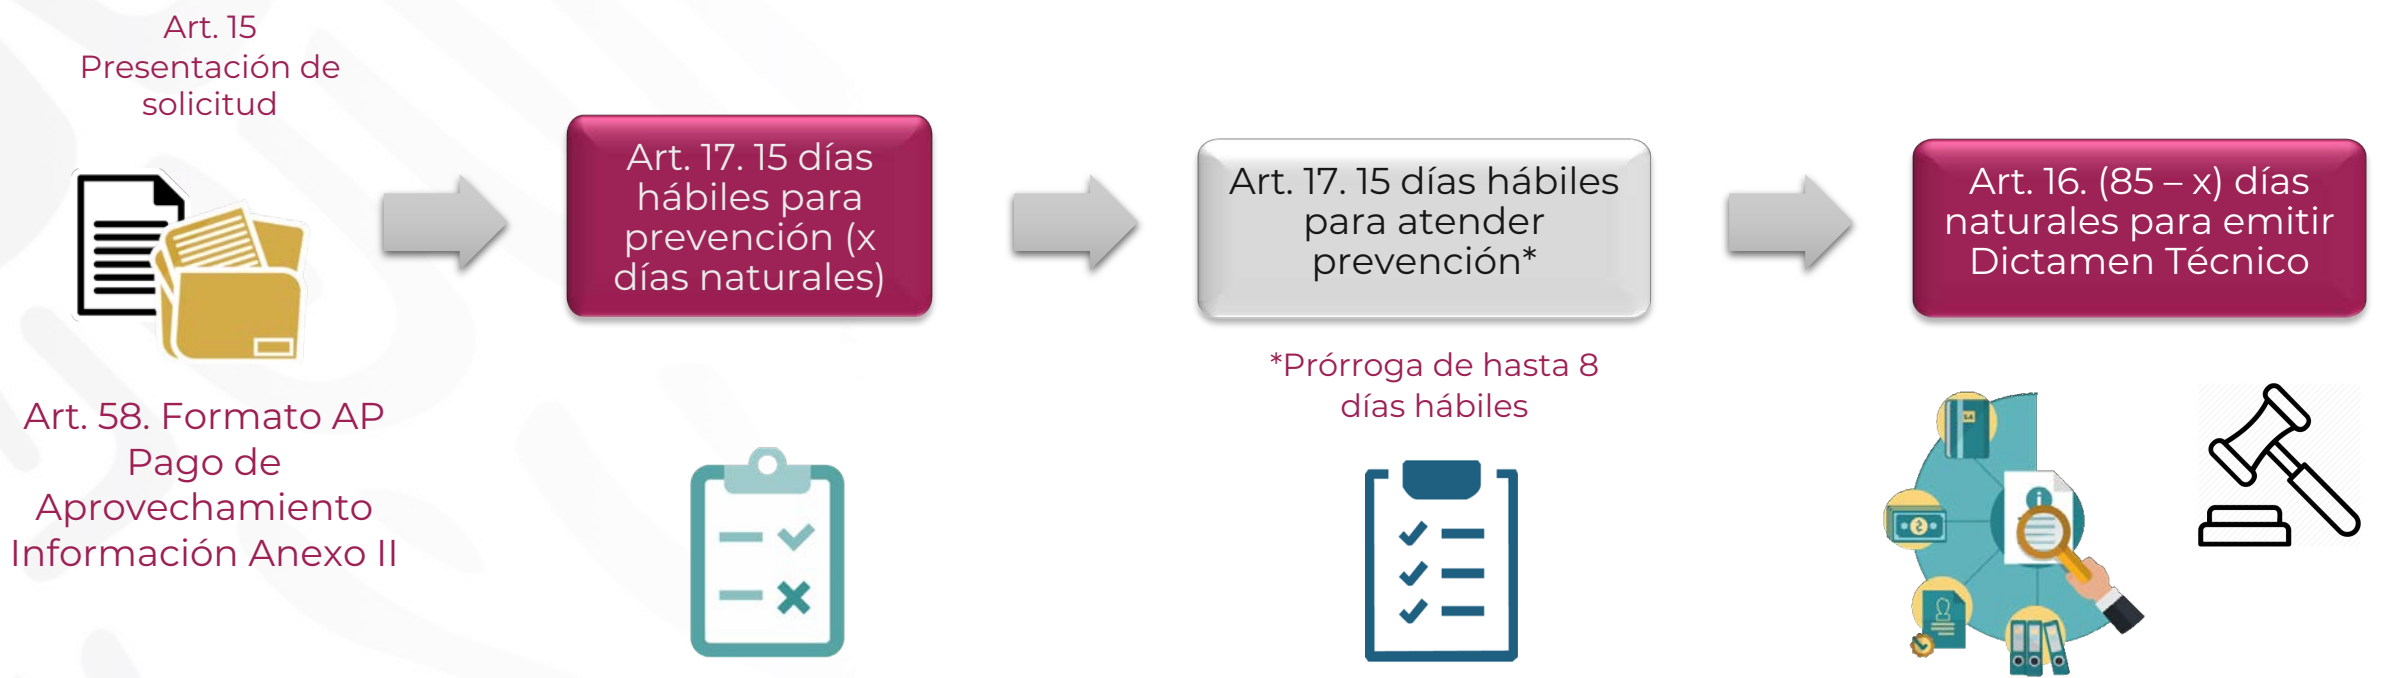 Art. 15
Presentación de
solicitud
Art. 58. Formato AP
Pago de
Aprovechamiento
Información Anexo II
Art. 17. 15 días
hábiles para
prevención (x
días naturales)
Art. 17. 15 días hábiles
para atender
prevención*
*Prórroga de hasta 8
días hábiles
Art. 16. (85 – x) días
naturales para emitir
Dictamen Técnico